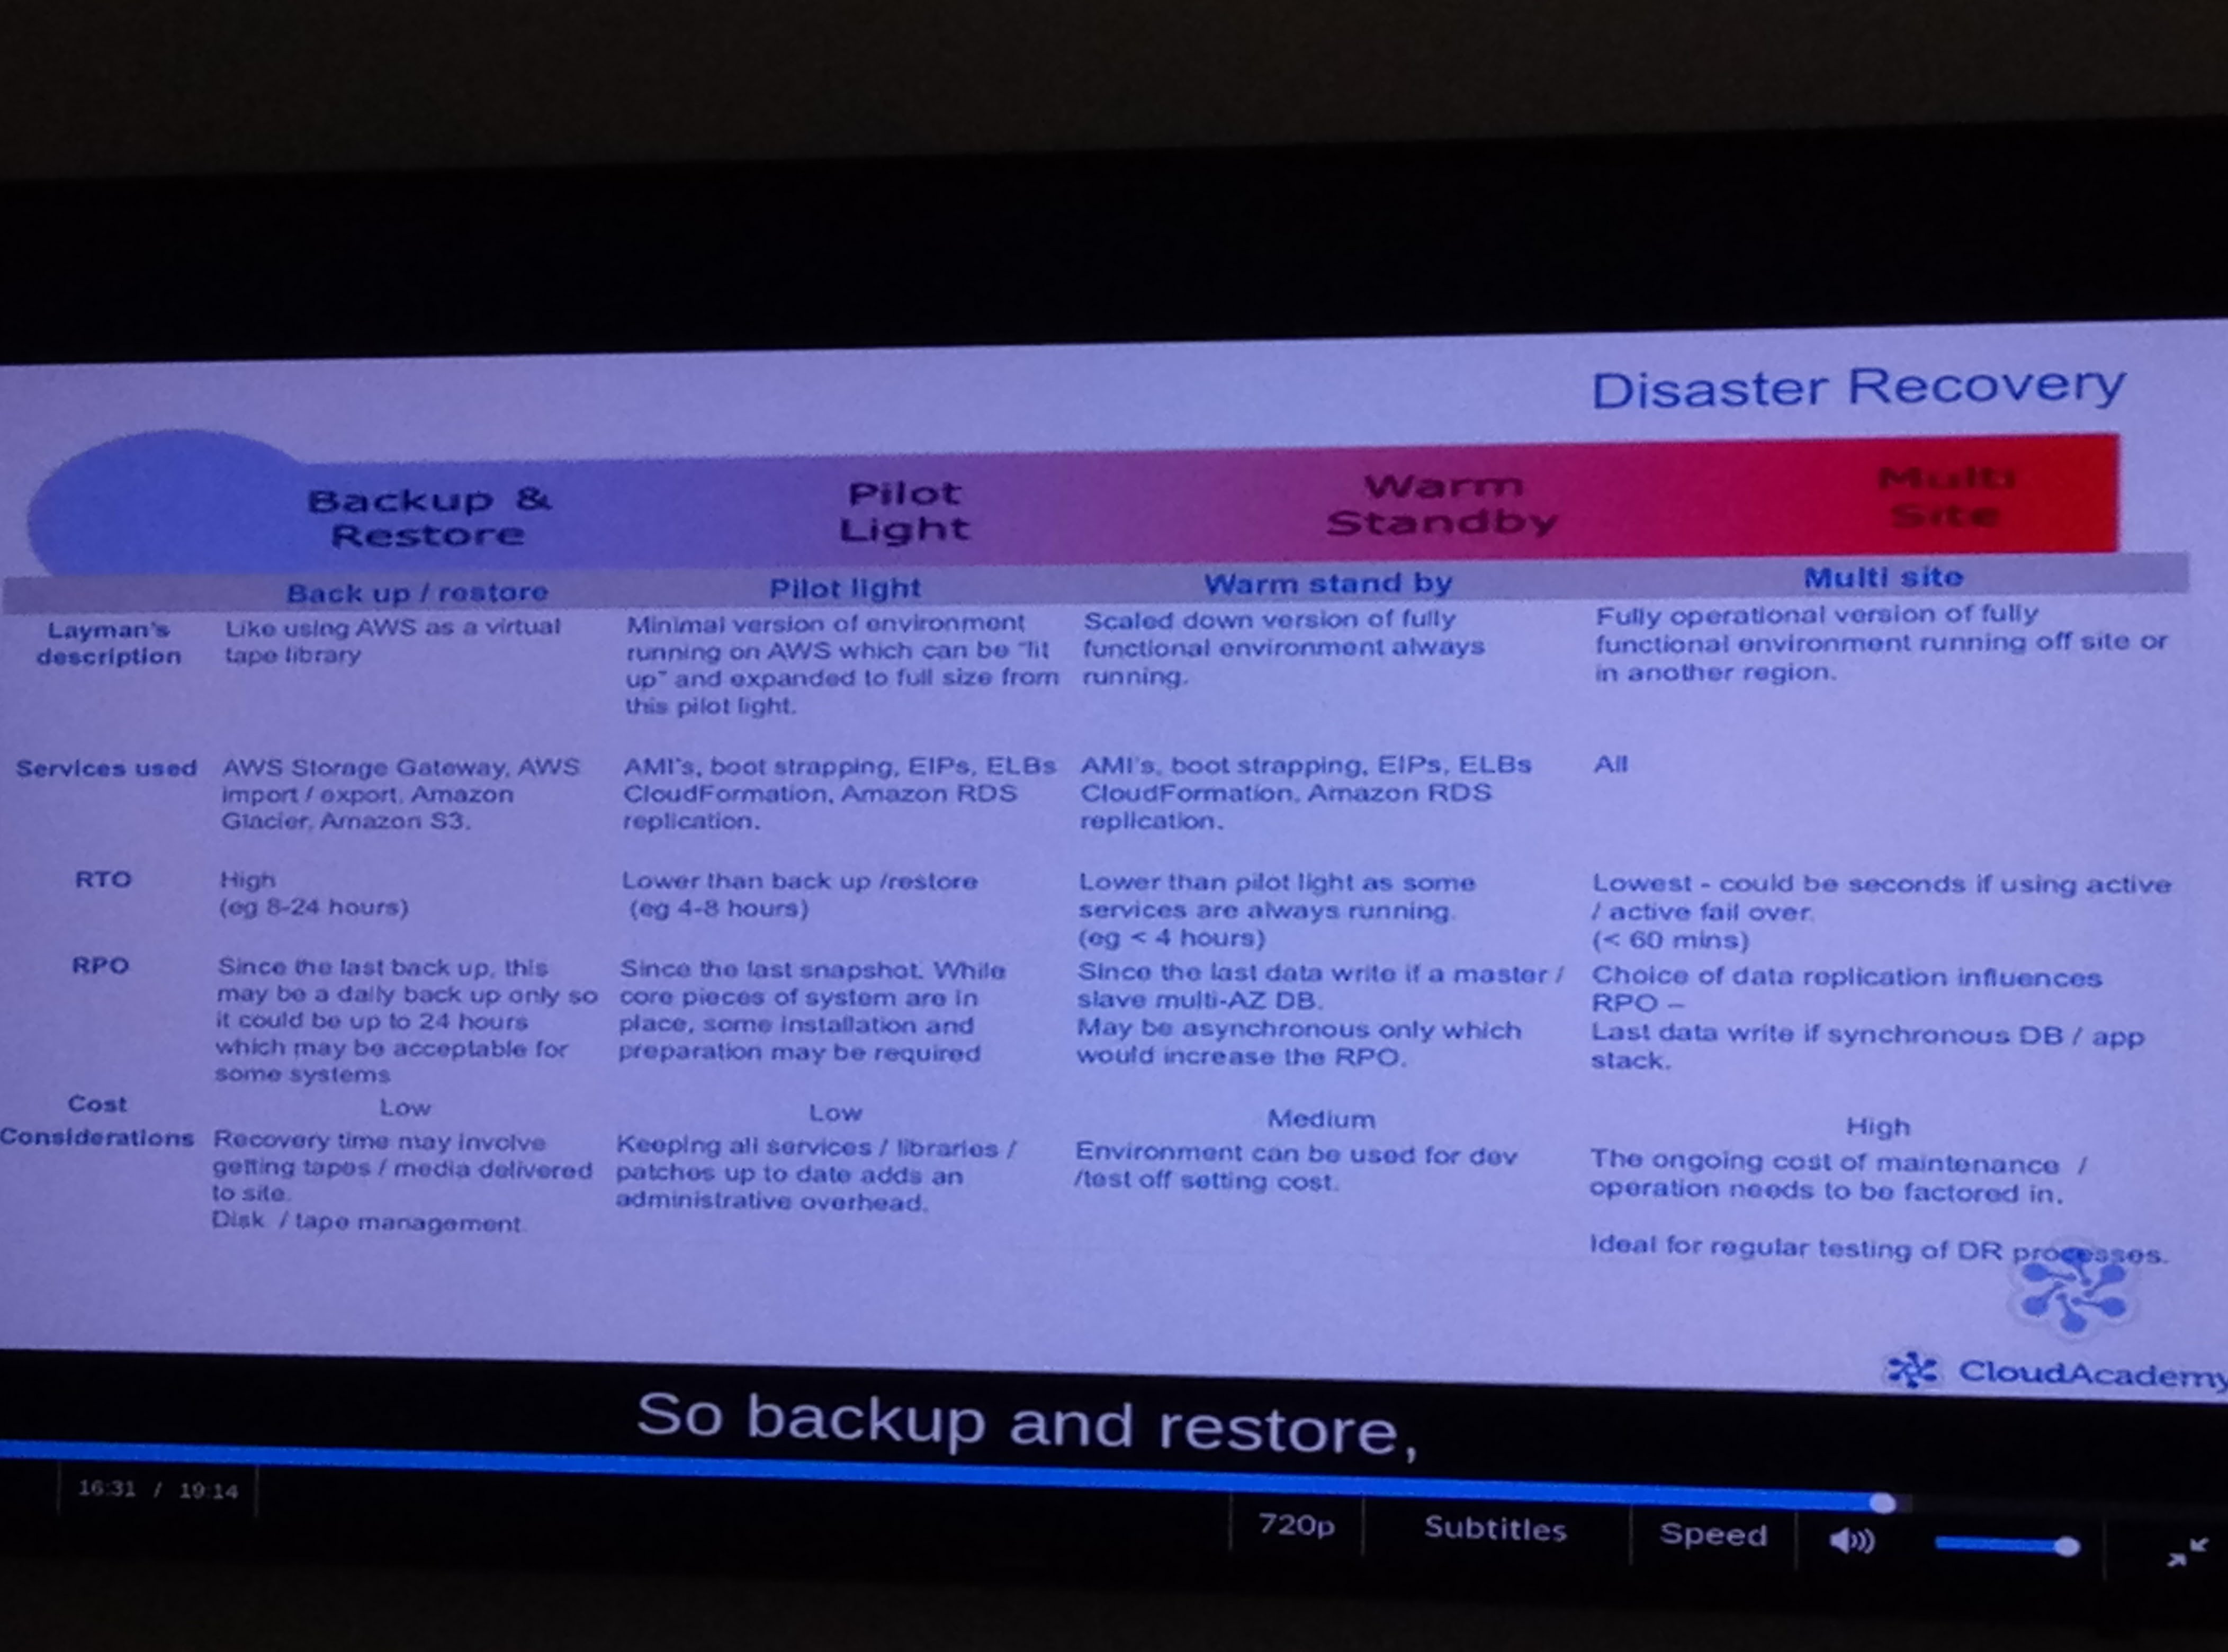 Disaster Recovery
Backup &
Restore
Pilot
Light
Warm
Standby
Multi
Site
Back up / restore
Pilot light
Warm stand by
Multi site
Layman's
description
Like using AWS as a virtual
tape library
Minimal version of environment
running on AWS which can be "lit
up" and expanded to full size from
this pilot light.
Scaled down version of fully
functional environment always
running.
Fully operational version of fully
functional environment running off site or
in another region.
Services used
AWS Storage Gateway, AWS
import / export, Amazon
Glacier, Amazon S3.
AMI's, boot strapping, EIPs, ELBs
CloudFormation, Amazon RDS
replication.
AMI's, boot strapping, EIPs, ELBs
CloudFormation, Amazon RDS
replication.
All
RTO
High
(eg 8-24 hours)
Lower than back up /restore
(eg 4-8 hours)
Lower than pilot light as some
services are always running.
(eg < 4 hours)
Lowest - could be seconds if using active
/ active fail over.
(< 60 mins)
RPO
Since the last back up, this
may be a daily back up only so
it could be up to 24 hours
which may be acceptable for
some systems
Since the last snapshot. While
core pieces of system are in
place, some installation and
preparation may be required
Since the last data write if a master /
slave multi-AZ DB.
May be asynchronous only which
would increase the RPO.
Choice of data replication influences
RPO –
Last data write if synchronous DB / app
stack.
Cost
Low
Low
Medium
High
Considerations
Recovery time may involve
getting tapes / media delivered
to site.
Disk / tape management.
Keeping all services / libraries /
patches up to date adds an
administrative overhead.
Environment can be used for dev
/test off setting cost.
The ongoing cost of maintenance /
operation needs to be factored in.
Ideal for regular testing of DR processes.
CloudAcademy
So backup and restore,
16:31 / 19:14
720p
Subtitles
Speed